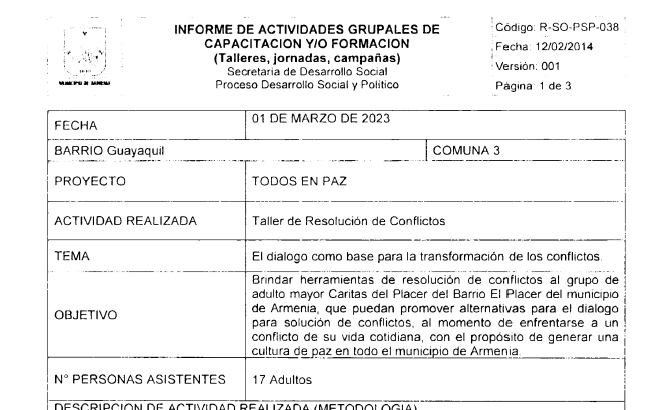 INFORME DE ACTIVIDADES GRUPALES DE
CAPACITACION Y/O FORMACION
(Talleres, jornadas, campañas)
Secretaria de Desarrollo Social
Proceso Desarrollo Social y Político
Código: R-SO-PSP-038
Fecha: 12/02/2014
Versión: 001
Página: 1 de 3
MUNICIPIO DE ARMENIA
FECHA
01 DE MARZO DE 2023
BARRIO Guayaquil
COMUNA 3
PROYECTO
TODOS EN PAZ
ACTIVIDAD REALIZADA
Taller de Resolución de Conflictos
TEMA
El dialogo como base para la transformación de los conflictos.
OBJETIVO
Brindar herramientas de resolución de conflictos al grupo de
adulto mayor Caritas del Placer del Barrio El Placer del municipio
de Armenia, que puedan promover alternativas para el dialogo
para solución de conflictos, al momento de enfrentarse a un
conflicto de su vida cotidiana, con el propósito de generar una
cultura de paz en todo el municipio de Armenia.
N° PERSONAS ASISTENTES
17 Adultos
DESCRIPCION DE ACTIVIDAD REALIZADA (METODOLOGIA)